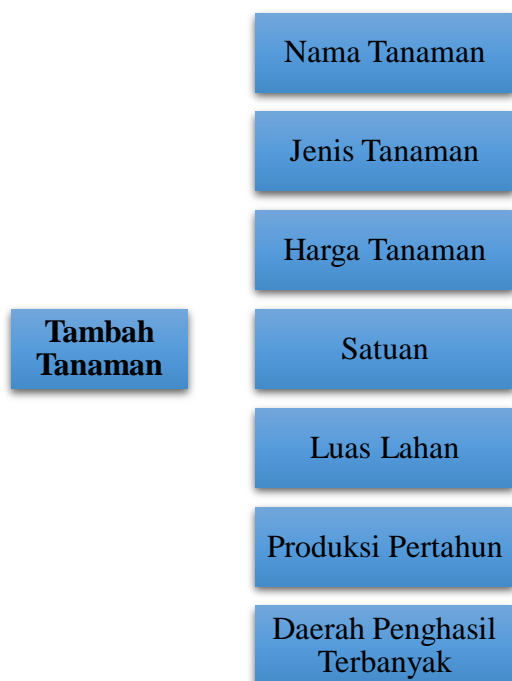 Tambah
Tanaman
Nama Tanaman
Jenis Tanaman
Harga Tanaman
Satuan
Luas Lahan
Produksi Pertahun
Daerah Penghasil
Terbanyak